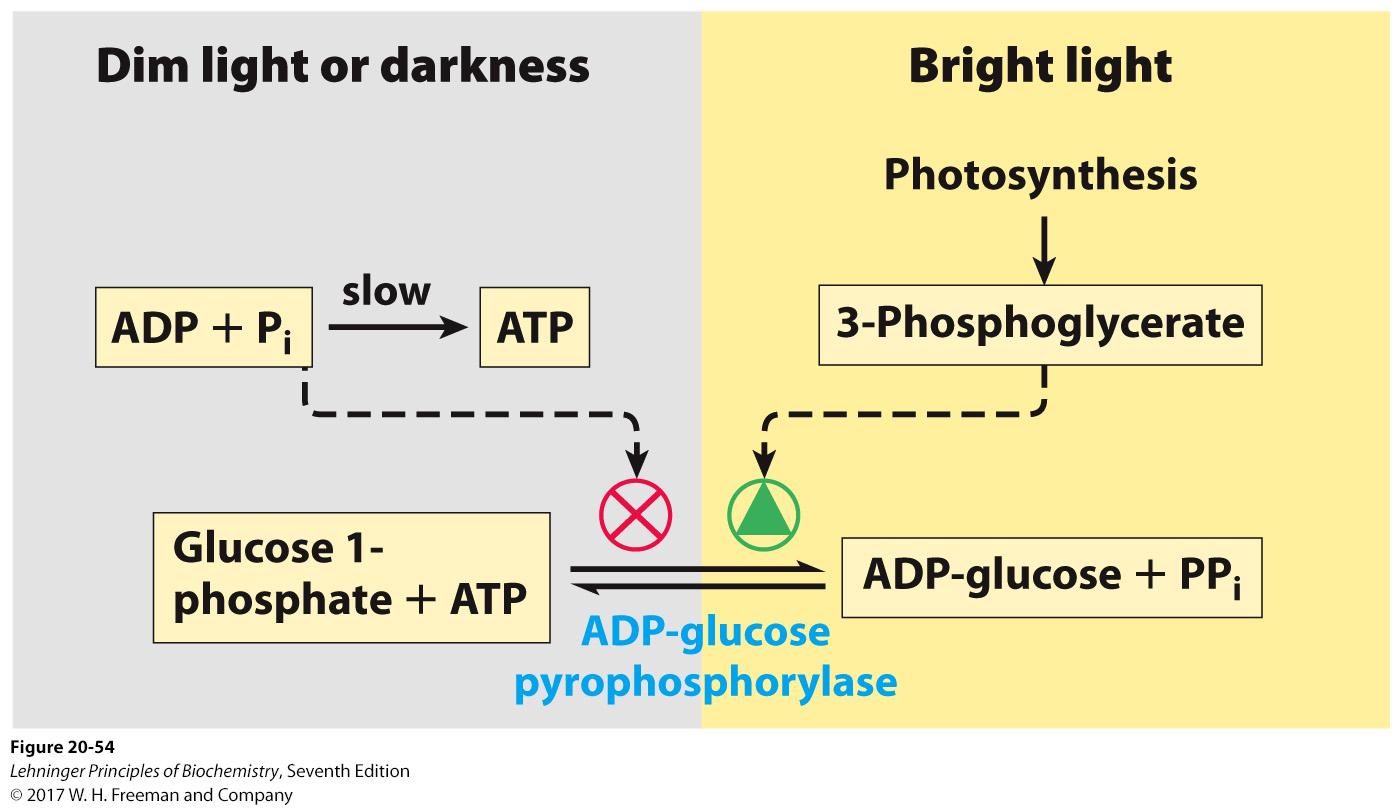 Dim light or darkness
Bright light
Photosynthesis
ADP + Pi
slow
ATP
3-Phosphoglycerate
Glucose 1-
phosphate + ATP
ADP-glucose + PPi
ADP-glucose
pyrophosphorylase
Figure 20-54
Lehninger Principles of Biochemistry, Seventh Edition
© 2017 W. H. Freeman and Company